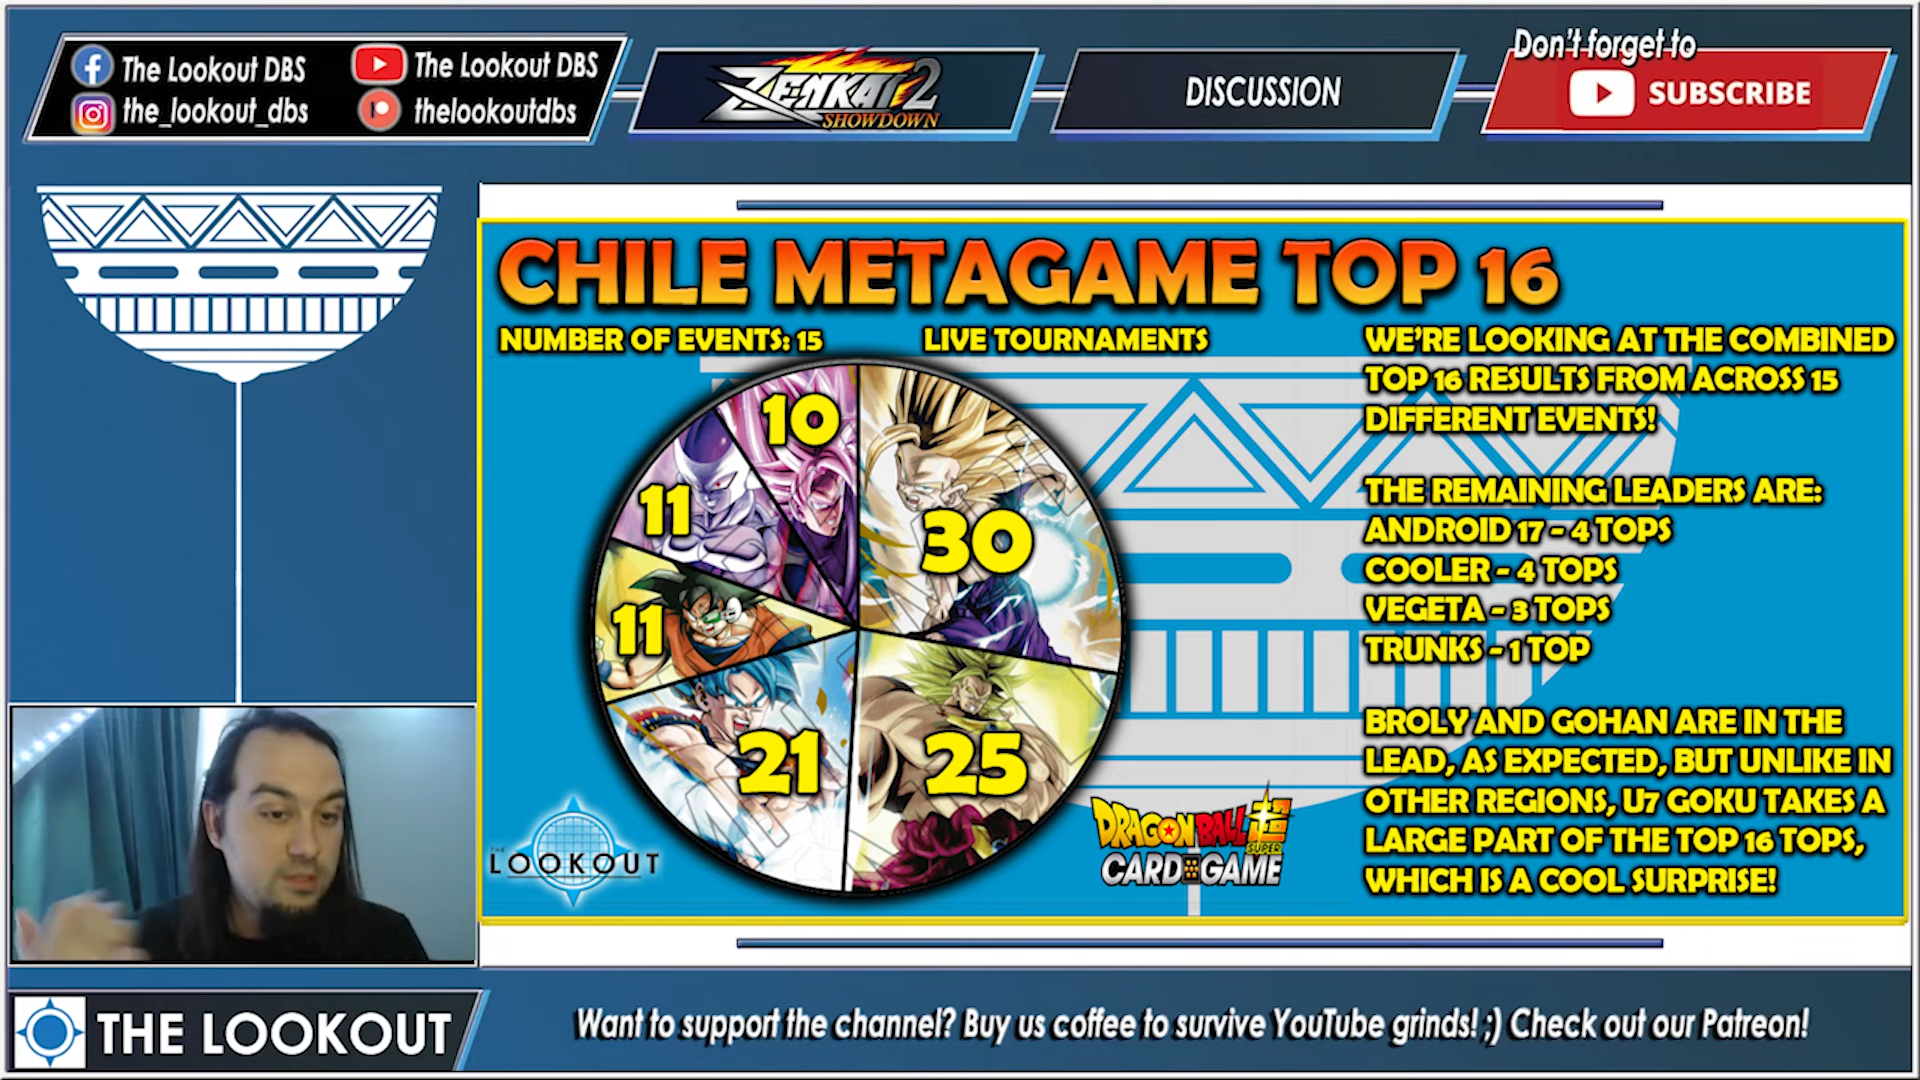 The Lookout DBS
The Lookout DBS
the_lookout_dbs
thelookoutdbs
ZENKAI 2
SHOWDOWN
DISCUSSION
Don't forget to
SUBSCRIBE
CHILE METAGAME TOP 16
NUMBER OF EVENTS: 15
LIVE TOURNAMENTS
10
11
30
11
21
25
WE'RE LOOKING AT THE COMBINED
TOP 16 RESULTS FROM ACROSS 15
DIFFERENT EVENTS!
THE REMAINING LEADERS ARE:
ANDROID 17 - 4 TOPS
COOLER - 4 TOPS
VEGETA - 3 TOPS
TRUNKS - 1 TOP
BROLY AND GOHAN ARE IN THE
LEAD, AS EXPECTED, BUT UNLIKE IN
OTHER REGIONS, U7 GOKU TAKES A
LARGE PART OF THE TOP 16 TOPS,
WHICH IS A COOL SURPRISE!
THE
LOOKOUT
DRAGON BALL 超
SUPER
CARD GAME
THE LOOKOUT
Want to support the channel? Buy us coffee to survive YouTube grinds! ;) Check out our Patreon!